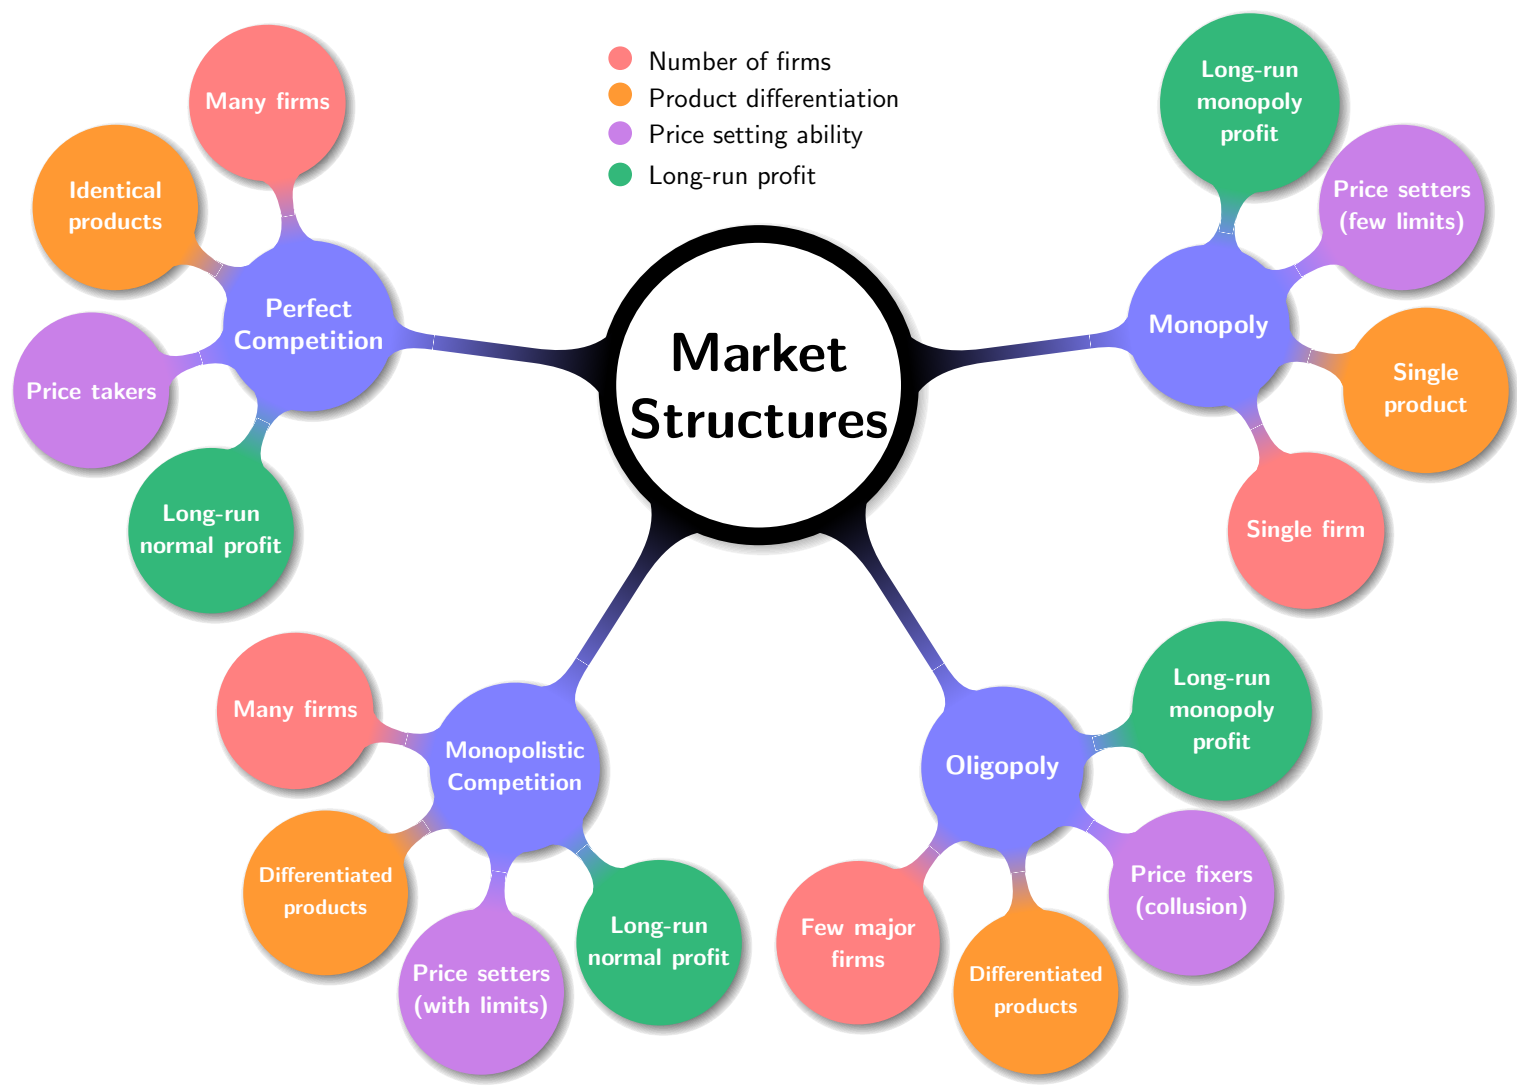 Number of firms
Product differentiation
Price setting ability
Long-run profit
Market
Structures
Perfect
Competition
Many firms
Identical
products
Price takers
Long-run
normal profit
Monopolistic
Competition
Many firms
Differentiated
products
Price setters
(with limits)
Long-run
normal profit
Oligopoly
Few major
firms
Differentiated
products
Price fixers
(collusion)
Long-run
monopoly
profit
Monopoly
Single firm
Single
product
Price setters
(few limits)
Long-run
monopoly
profit